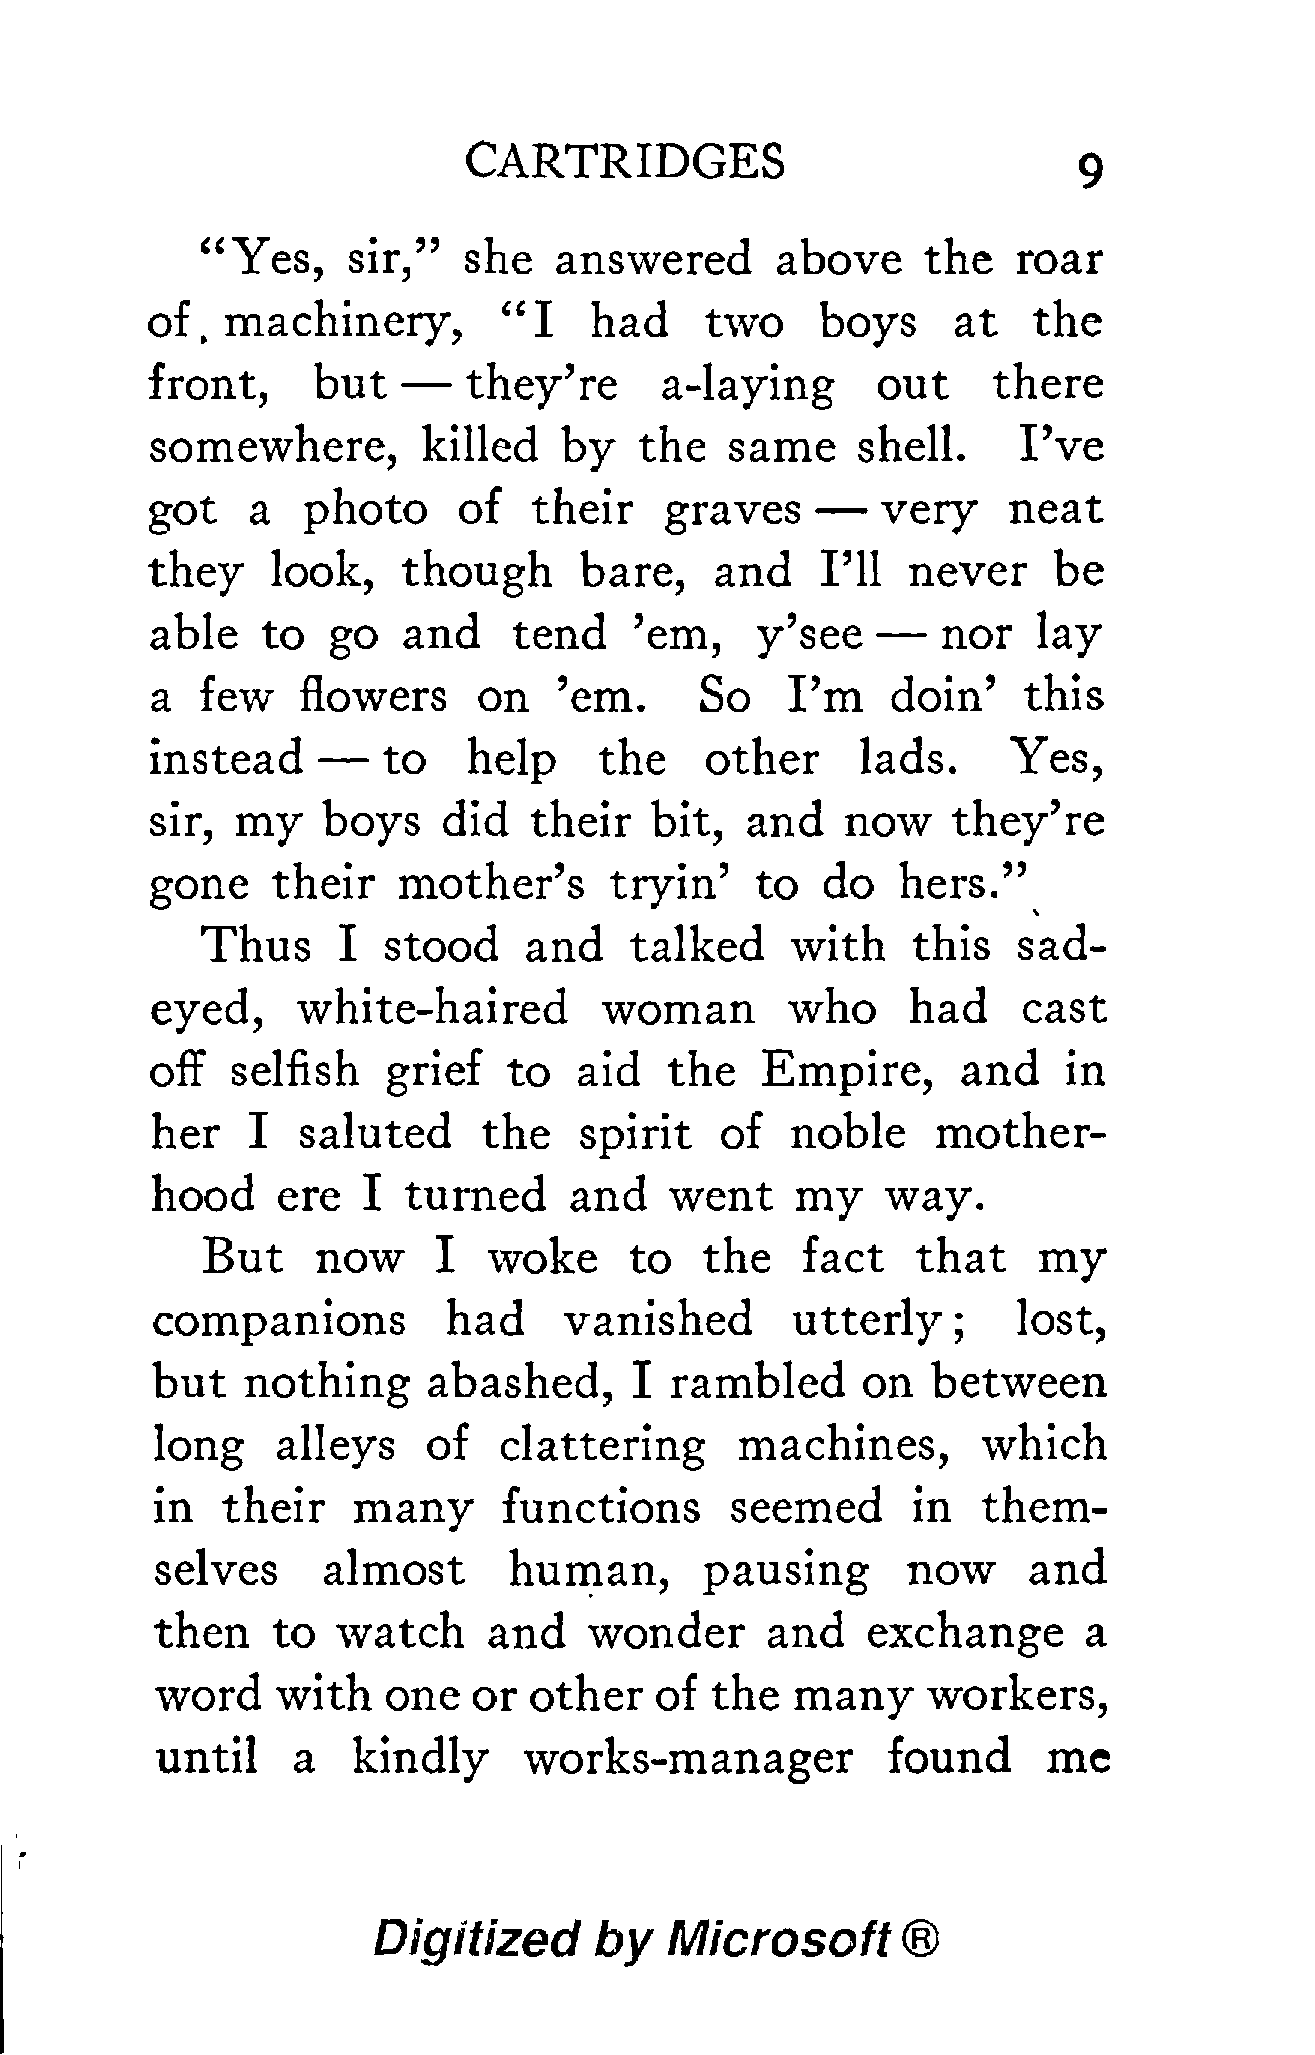 CARTRIDGES 9
“Yes, sir,” she answered above the roar
of machinery, “I had two boys at the
front, but — they’re a-laying out there
somewhere, killed by the same shell. I’ve
got a photo of their graves — very neat
they look, though bare, and I’ll never be
able to go and tend ’em, y’see — nor lay
a few flowers on ’em. So I’m doin’ this
instead — to help the other lads. Yes,
sir, my boys did their bit, and now they’re
gone their mother’s tryin’ to do hers.”
Thus I stood and talked with this sad-
eyed, white-haired woman who had cast
off selfish grief to aid the Empire, and in
her I saluted the spirit of noble mother-
hood ere I turned and went my way.
But now I woke to the fact that my
companions had vanished utterly; lost,
but nothing abashed, I rambled on between
long alleys of clattering machines, which
in their many functions seemed in them-
selves almost human, pausing now and
then to watch and wonder and exchange a
word with one or other of the many workers,
until a kindly works-manager found me
Digitized by Microsoft ®